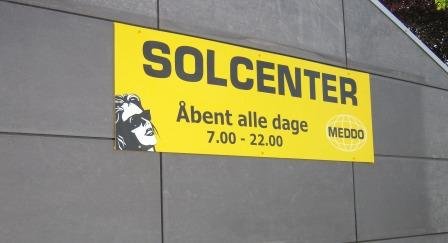 SOLCENTER
Åbent alle dage
7.00 - 22.00
MEDDO